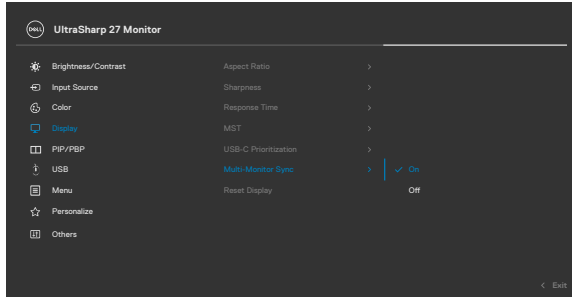 DELL UltraSharp 27 Monitor
Brightness/Contrast Aspect Ratio >
Input Source Sharpness >
Color Response Time >
Display MST >
PIP/PBP USB-C Prioritization >
USB Multi-Monitor Sync > ✓ On
Menu Reset Display Off
Personalize
Others
< Exit